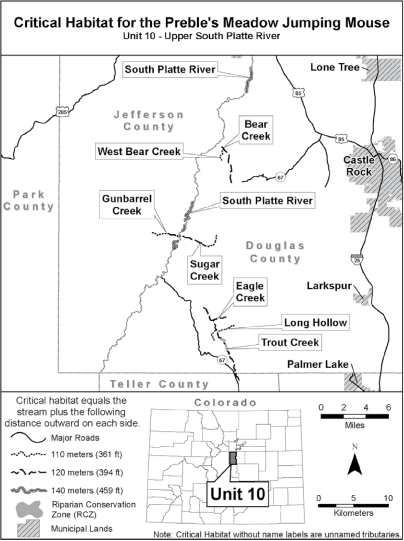 Critical Habitat for the Preble's Meadow Jumping Mouse
Unit 10 - Upper South Platte River
South Platte River
Lone Tree
285
85
Jefferson
County
Bear
Creek
85
West Bear Creek
86
Castle
Rock
67
Park
County
Gunbarrel
Creek
South Platte River
Douglas
County
Sugar
Creek
25
Eagle
Creek
Larkspur
Long Hollow
Trout Creek
67
Palmer Lake
Teller County
Critical habitat equals the
stream plus the following
distance outward on each side.
Major Roads
110 meters (361 ft)
120 meters (394 ft)
140 meters (459 ft)
Riparian Conservation
Zone (RCZ)
Municipal Lands
Colorado
Unit 10
0 2 4 6
Miles
N
0 5 10
Kilometers
Note: Critical Habitat without name labels are unnamed tributaries.